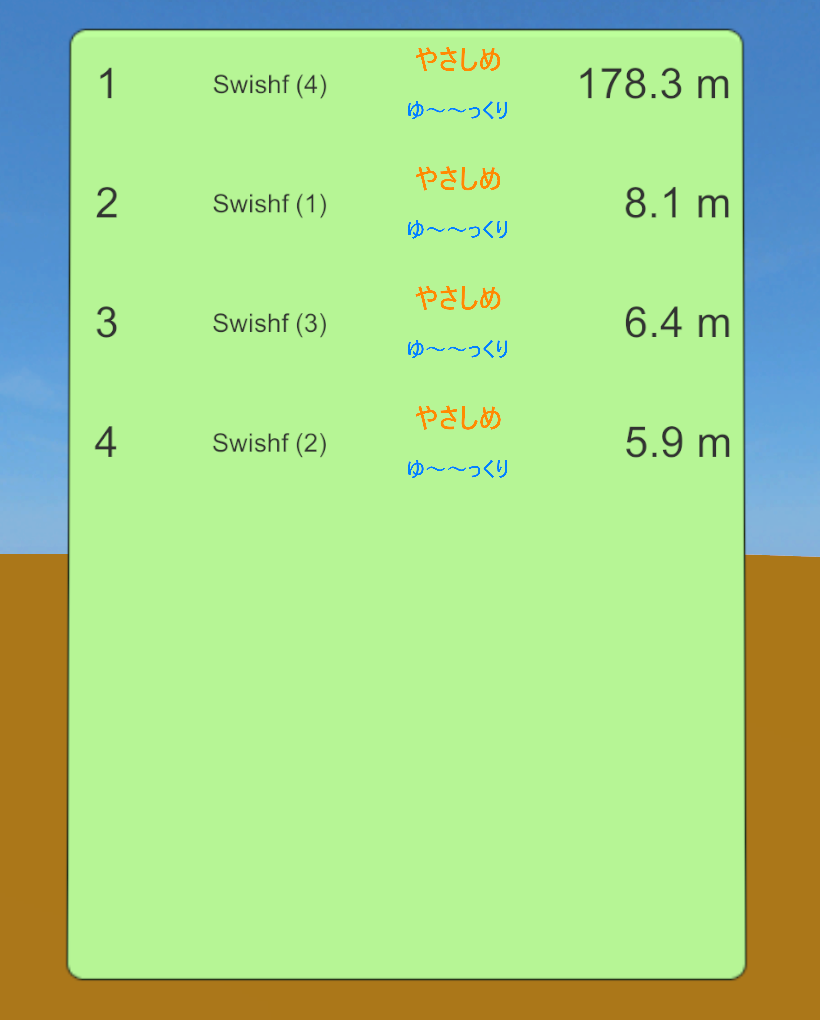 1 Swishf (4) やさしめ 178.3 m
ゆ～～っくり
2 Swishf (1) やさしめ 8.1 m
ゆ～～っくり
3 Swishf (3) やさしめ 6.4 m
ゆ～～っくり
4 Swishf (2) やさしめ 5.9 m
ゆ～～っくり